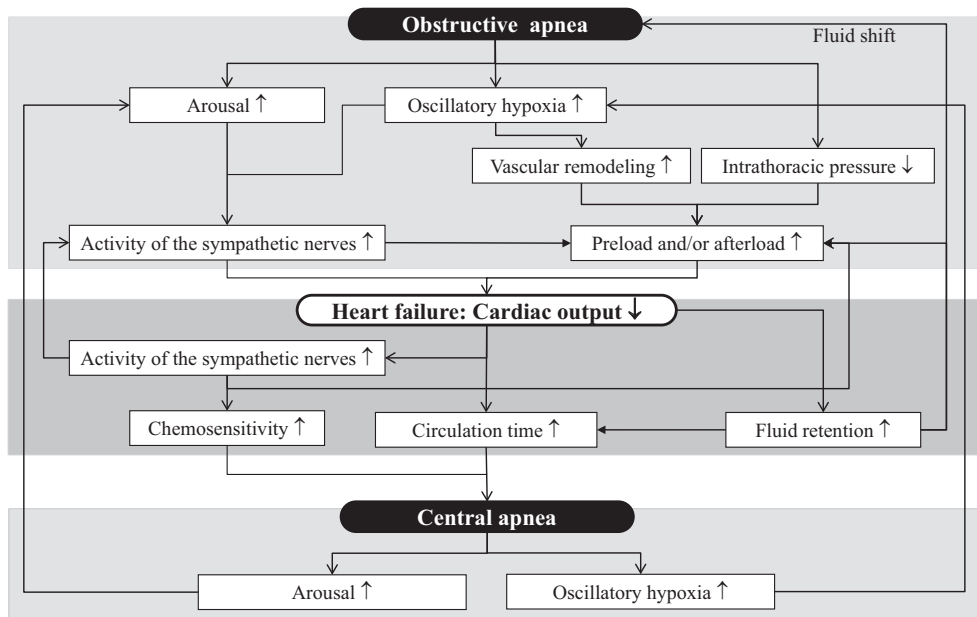 Obstructive apnea
Fluid shift
Arousal ↑
Oscillatory hypoxia ↑
Vascular remodeling ↑
Intrathoracic pressure ↓
Activity of the sympathetic nerves ↑
Preload and/or afterload ↑
Heart failure: Cardiac output ↓
Activity of the sympathetic nerves ↑
Chemosensitivity ↑
Circulation time ↑
Fluid retention ↑
Central apnea
Arousal ↑
Oscillatory hypoxia ↑